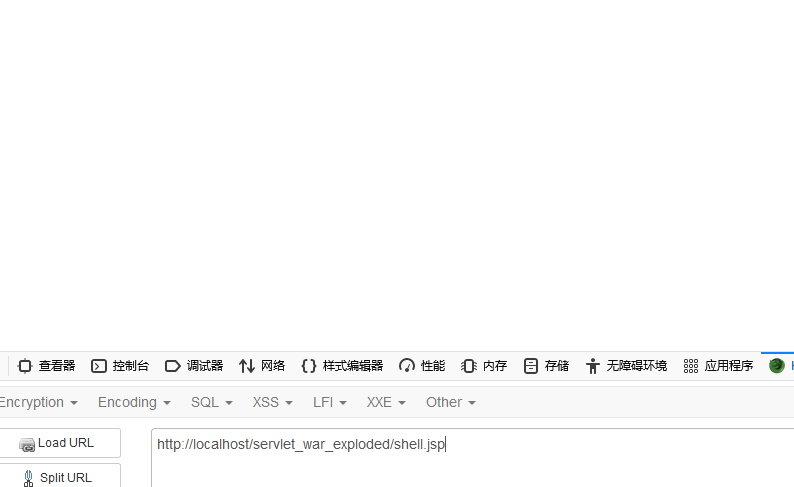 查看器 控制台 调试器 网络 样式编辑器 性能 内存 存储 无障碍环境 应用程序
Encryption Encoding SQL XSS LFI XXE Other
Load URL http://localhost/servlet_war_exploded/shell.jsp
Split URL